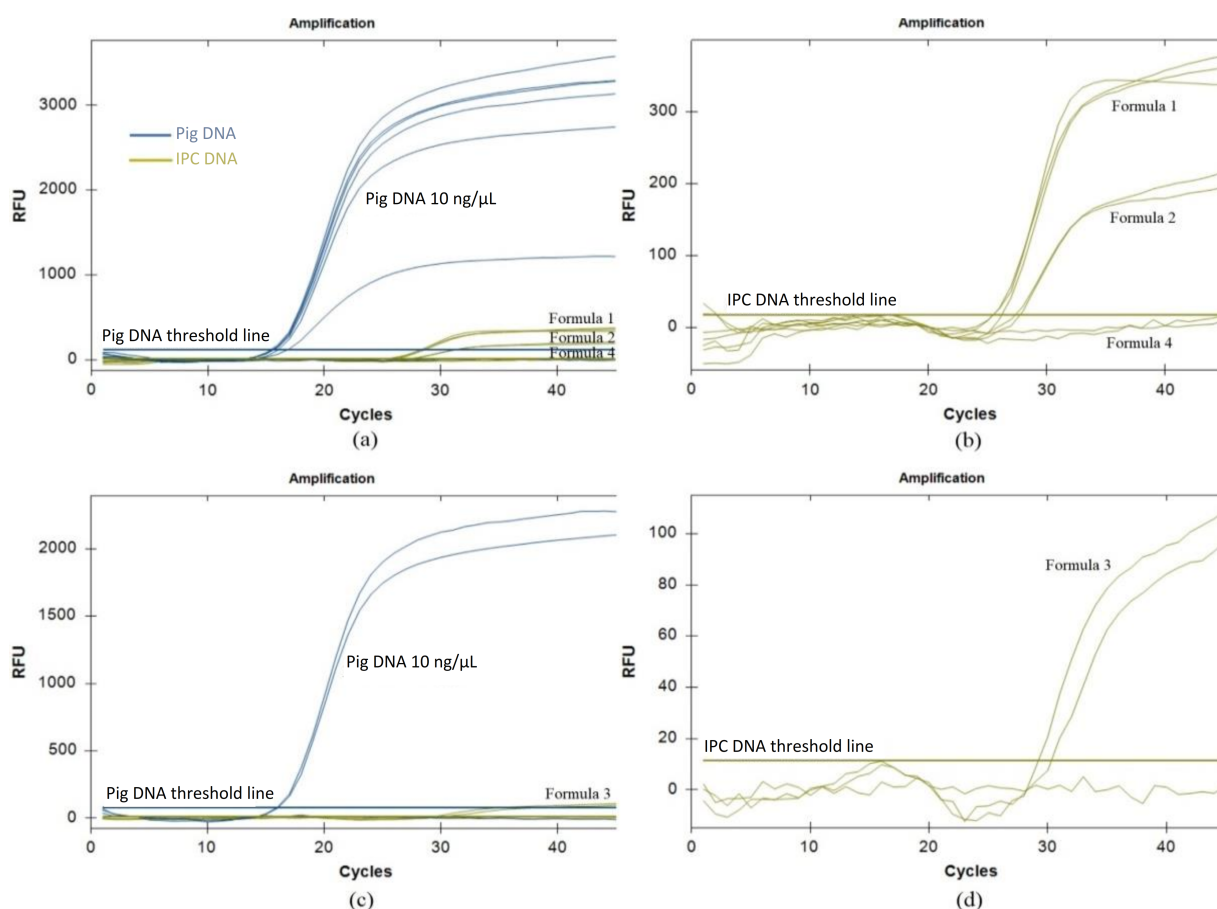 Amplification
3000
2000
1000
0
RFU
Pig DNA
IPC DNA
Pig DNA 10 ng/µL
Pig DNA threshold line
Formula 1
Formula 2
Formula 4
0
10
20
30
40
Cycles
(a)
Amplification
300
200
100
0
RFU
Formula 1
Formula 2
IPC DNA threshold line
Formula 4
0
10
20
30
40
Cycles
(b)
Amplification
2000
1500
1000
500
0
RFU
Pig DNA 10 ng/µL
Pig DNA threshold line
Formula 3
0
10
20
30
40
Cycles
(c)
Amplification
100
80
60
40
20
0
RFU
Formula 3
IPC DNA threshold line
0
10
20
30
40
Cycles
(d)